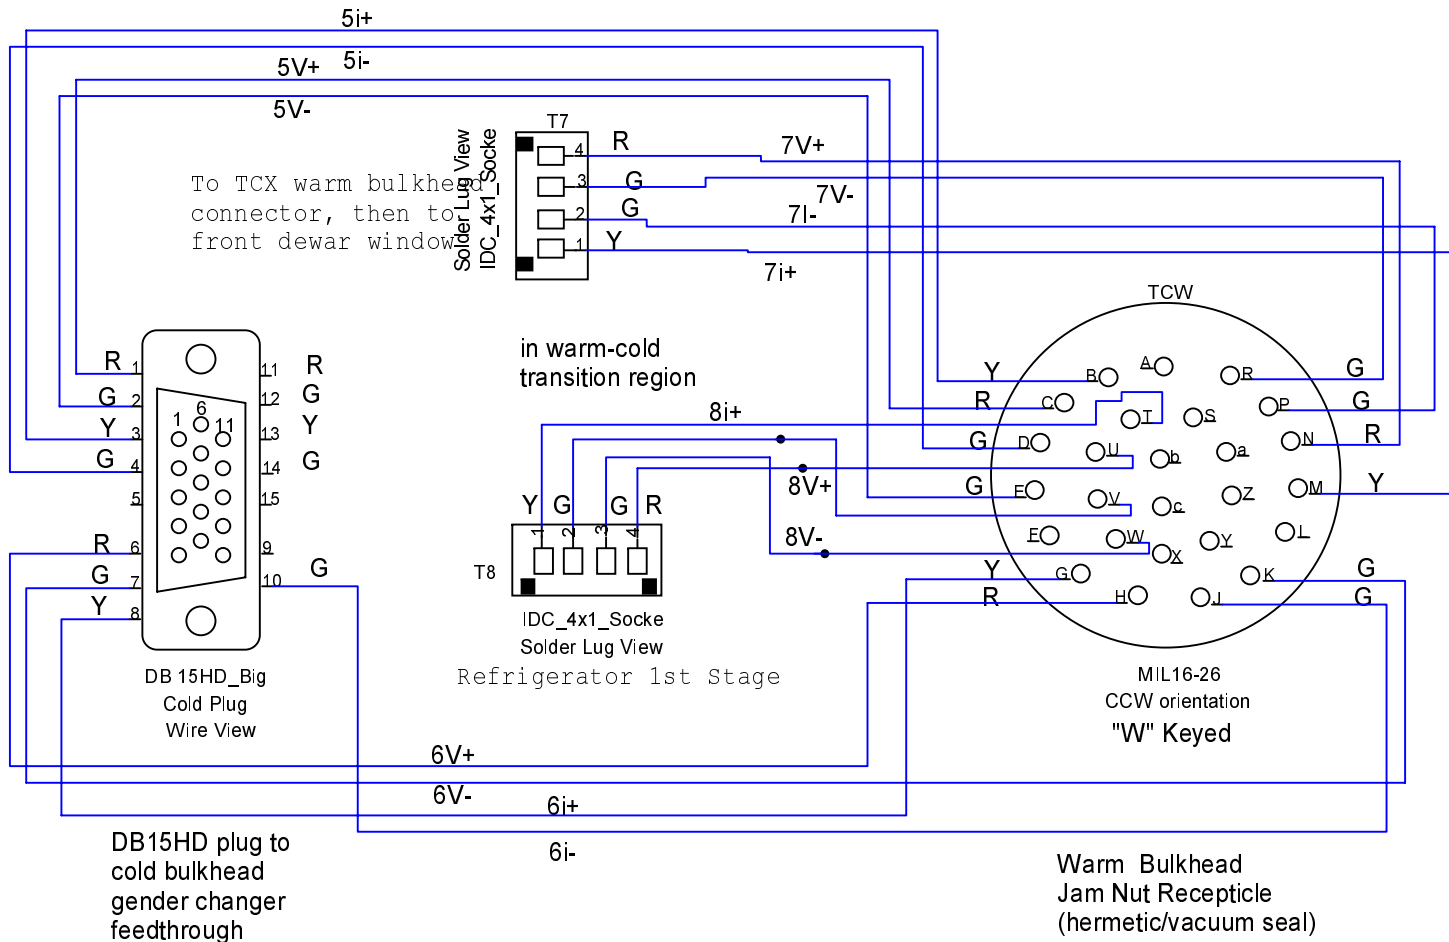 5i+
5i-
5V+
5V-
T7
R
4
G
3
G
2
Y
1
Solder Lug View
IDC_4x1_Socke
To TCX warm bulkhead
connector, then to
front dewar window
7V+
7V-
7I-
7i+
in warm-cold
transition region
R 1
G 2
Y 3
G 4
5
R 6
G 7
Y 8
11 R
12 G
13 Y
14 G
15
9
10 G
1 6 11
DB 15HD_Big
Cold Plug
Wire View
8i+
8V+
8V-
Y G G R
1 2 3 4
T8
IDC_4x1_Socke
Solder Lug View
Refrigerator 1st Stage
TCW
A
Y B
R C
G D
G E
F
Y G
R H
J G
K G
L
M Y
N R
P G
R G
S
T
U
V
W
X
Y
Z
a
b
c
MIL16-26
CCW orientation
"W" Keyed
6V+
6V-
6i+
6i-
DB15HD plug to
cold bulkhead
gender changer
feedthrough
Warm Bulkhead
Jam Nut Recepticle
(hermetic/vacuum seal)